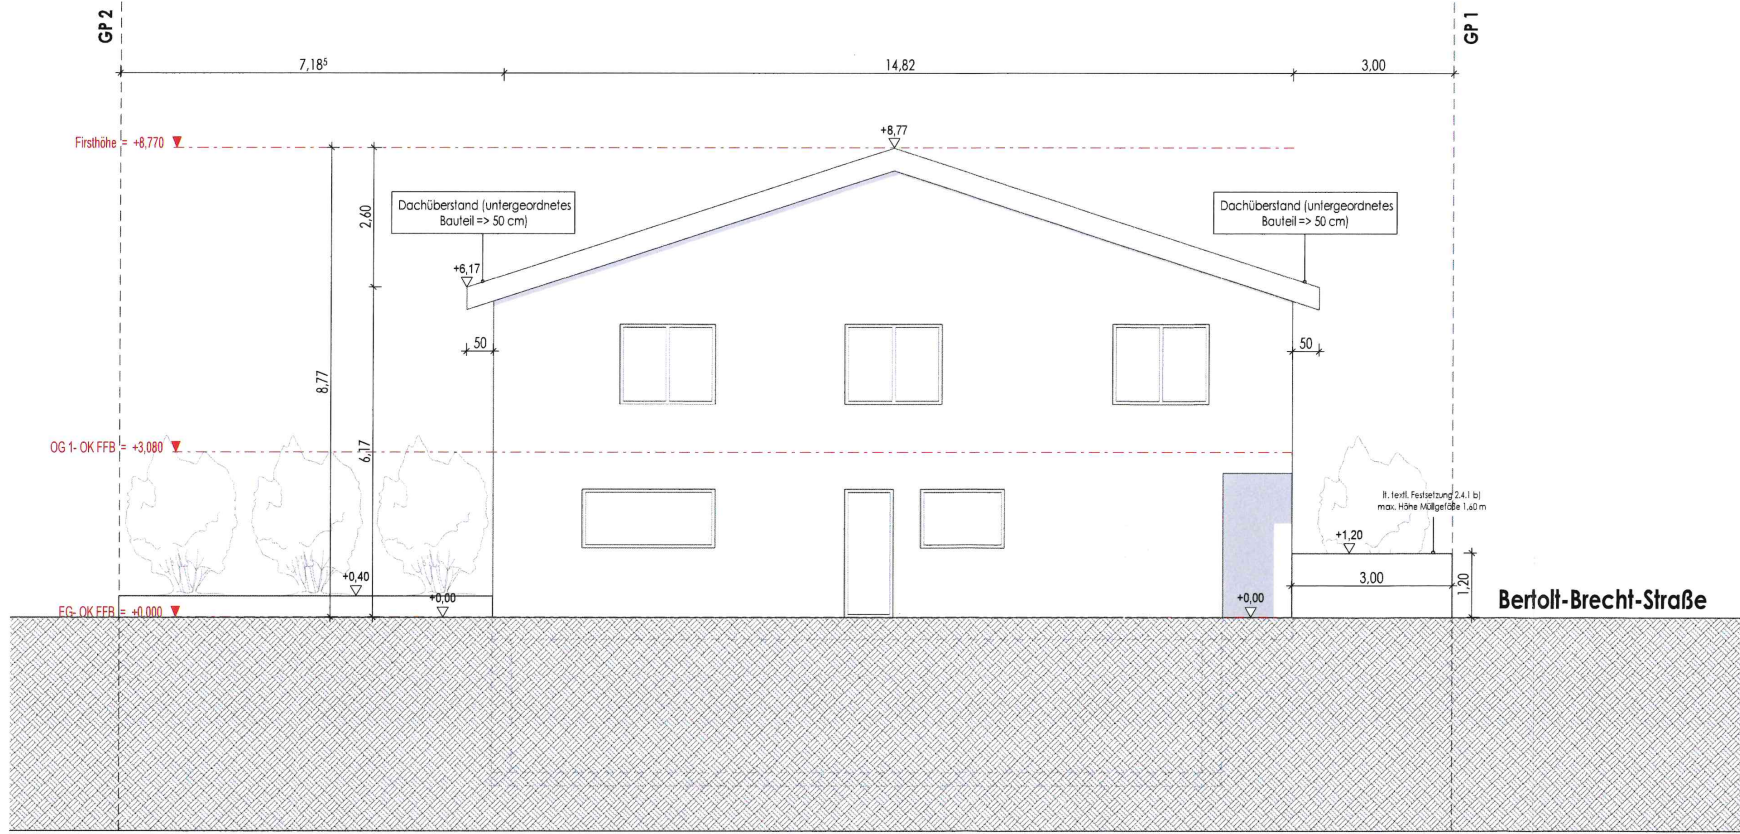 GP 2
GP 1
7,18⁵
14,82
3,00
Firsthöhe = +8,770
+8,77
2,60
Dachüberstand (untergeordnetes
Bauteil => 50 cm)
Dachüberstand (untergeordnetes
Bauteil => 50 cm)
+6,17
50
50
8,77
OG 1- OK FFB = +3,080
6,17
lt. textl. Festsetzung 2.4.1 b)
max. Höhe Müllgefäße 1,60 m
+1,20
+0,40
3,00
1,20
EG- OK FFB = +0,000
+0,00
+0,00
Bertolt-Brecht-Straße